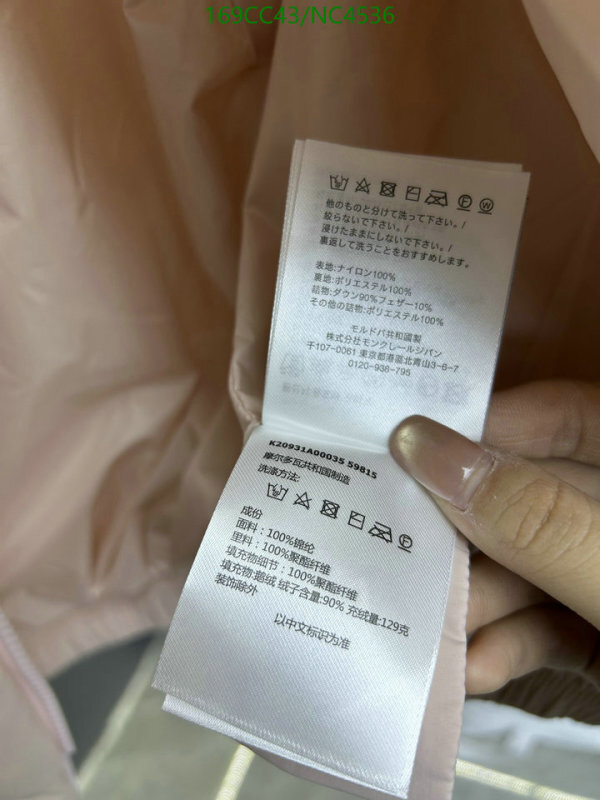 169CC43/NC4536
他のものと分けて洗って下さい。/
絞らないで下さい。/
浸けたままにしないで下さい。/
裏返して洗うことをおすすめします。
表地:ナイロン100%
裏地:ポリエステル100%
詰物:ダウン90%フェザー10%
その他の詰物:ポリエステル100%
モルドバ共和国製
株式会社モンクレールジパン
〒107-0061 東京都港區北青山3-6-7
0120-938-795
K20931A00035 59815
摩尔多瓦共和国制造
洗涤方法:
成份
面料:100%锦纶
里料:100%聚酯纤维
填充物细节:100%聚酯纤维
填充物:鹅绒 绒子含量:90% 充绒量:129克
装饰除外
以中文标识为准